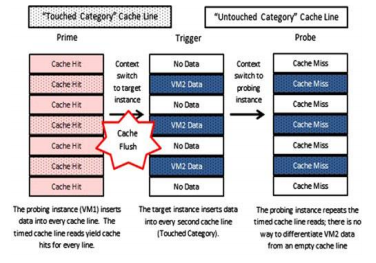 "Touched Category" Cache Line
"Untouched Category" Cache Line
Prime
Trigger
Probe
Cache Hit
Cache Hit
Cache Hit
Cache Hit
Cache Hit
Cache Hit
Cache Hit
Context
switch
to target
instance
Cache
Flush
No Data
VM2 Data
No Data
VM2 Data
No Data
VM2 Data
No Data
Context
switch to
probing
instance
Cache Miss
Cache Miss
Cache Miss
Cache Miss
Cache Miss
Cache Miss
Cache Miss
The probing instance (VM1) inserts
data into every cache line. The
timed cache line reads yield cache
hits for every line.
The target instance inserts data
into every second cache line
(Touched Category).
The probing instance repeats the
timed cache line reads; there is no
way to differentiate VM2 data
from an empty cache line